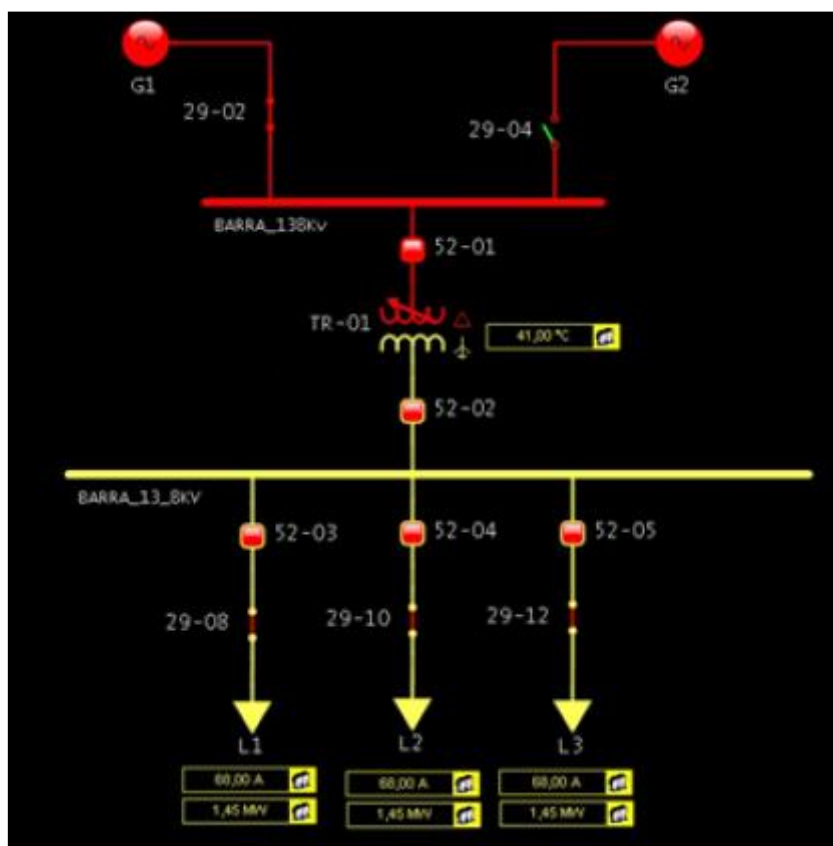 G1
G2
29-02
29-04
BARRA_138Kv
52-01
TR-01
41,00 ºC
52-02
BARRA_13_8KV
52-03
52-04
52-05
29-08
29-10
29-12
L1
L2
L3
68,00 A
68,00 A
68,00 A
1,45 MW
1,45 MW
1,45 MW